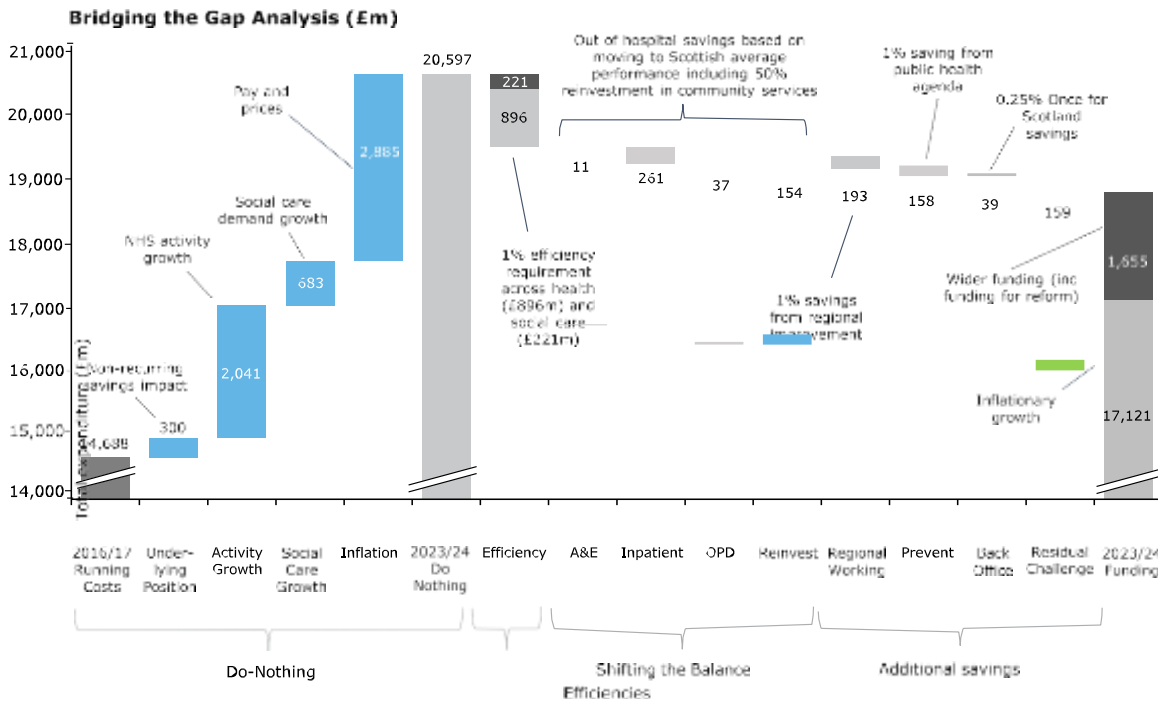 Bridging the Gap Analysis (£m)
21,000
20,000
19,000
18,000
17,000
16,000
15,000
14,000
Total expenditure (£m)
4,688
Non-recurring
savings impact
300
NHS activity
growth
2,041
Social care
demand growth
683
Pay and
prices
2,885
20,597
221
896
1% efficiency
requirement
across health
(£896m) and
social care
(£221m)
Out of hospital savings based on
moving to Scottish average
performance including 50%
reinvestment in community services
11
261
37
154
193
1% savings
from regional
improvement
1% saving from
public health
agenda
158
0.25% Once for
Scotland
savings
39
159
Wider funding (inc
funding for reform)
1,655
Inflationary
growth
17,121
2016/17
Running
Costs
Under-
lying
Position
Activity
Growth
Social
Care
Growth
Inflation
2023/24
Do
Nothing
Efficiency
A&E
Inpatient
OPD
Reinvest
Regional
Working
Prevent
Back
Office
Residual
Challenge
2023/24
Funding
Do-Nothing
Shifting the Balance
Efficiencies
Additional savings